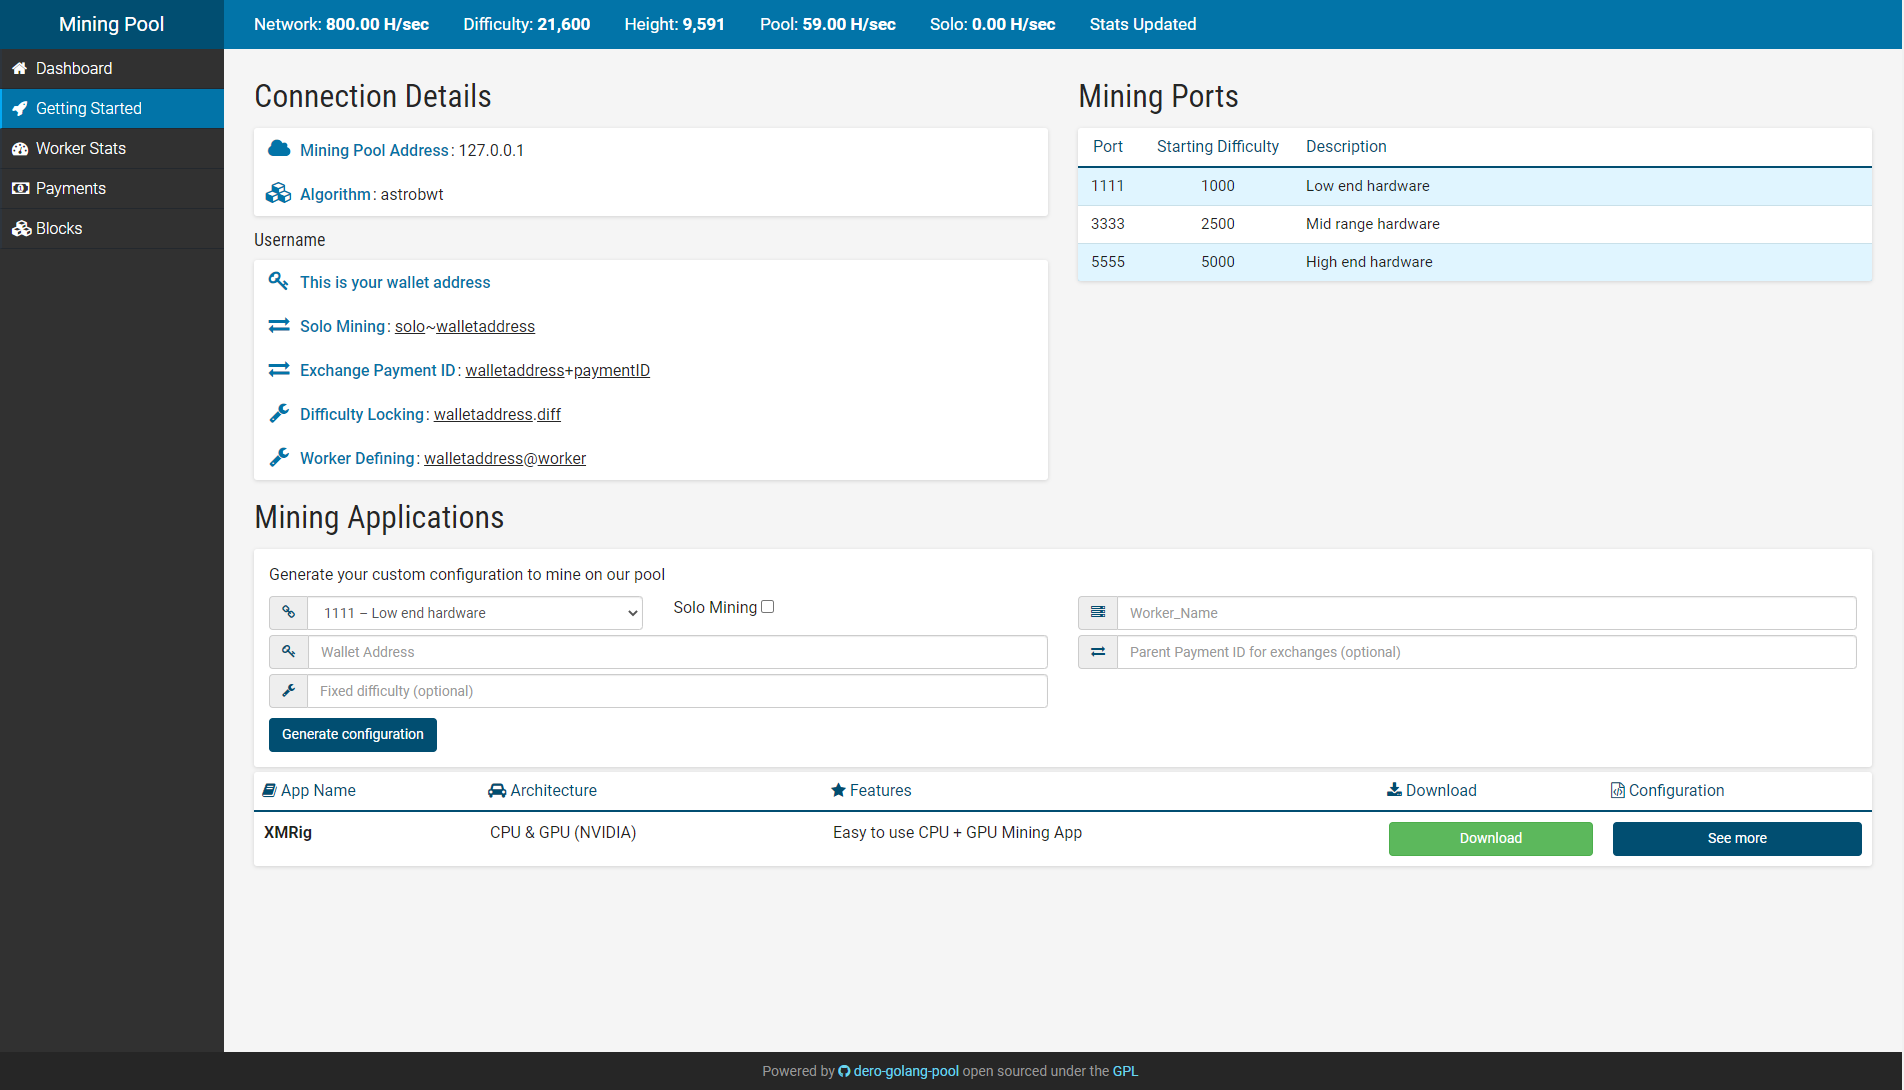 Mining Pool
Network: 800.00 H/sec Difficulty: 21,600 Height: 9,591 Pool: 59.00 H/sec Solo: 0.00 H/sec Stats Updated
Dashboard
Getting Started
Worker Stats
Payments
Blocks
Connection Details
Mining Pool Address: 127.0.0.1
Algorithm: astrobwt
Username
This is your wallet address
Solo Mining: solo~walletaddress
Exchange Payment ID: walletaddress+paymentID
Difficulty Locking: walletaddress.diff
Worker Defining: walletaddress@worker
Mining Ports
Port Starting Difficulty Description
1111 1000 Low end hardware
3333 2500 Mid range hardware
5555 5000 High end hardware
Mining Applications
Generate your custom configuration to mine on our pool
1111 – Low end hardware Solo Mining Worker_Name
Wallet Address Parent Payment ID for exchanges (optional)
Fixed difficulty (optional)
Generate configuration
App Name Architecture Features Download Configuration
XMRig CPU & GPU (NVIDIA) Easy to use CPU + GPU Mining App Download See more
Powered by dero-golang-pool open sourced under the GPL